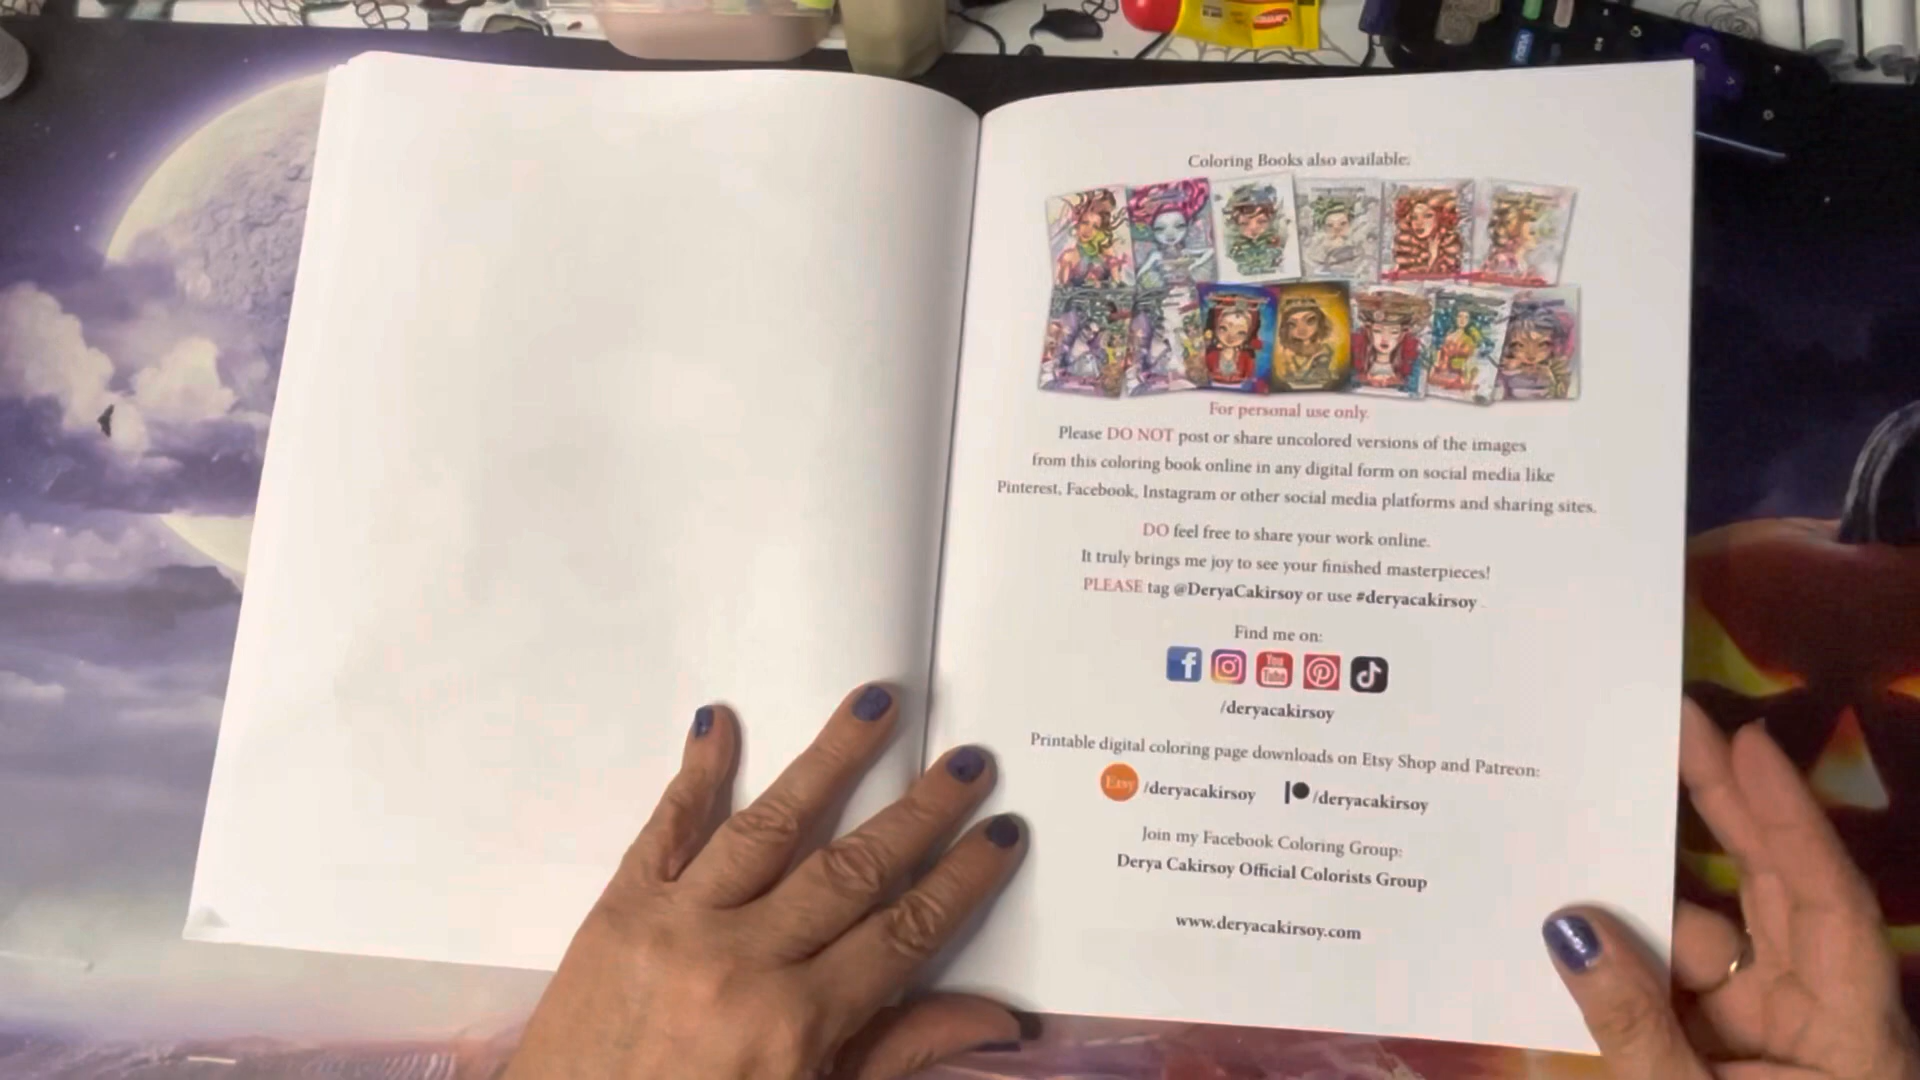 Coloring Books also available:
For personal use only.
Please DO NOT post or share uncolored versions of the images
from this coloring book online in any digital form on social media like
Pinterest, Facebook, Instagram or other social media platforms and sharing sites.
DO feel free to share your work online.
It truly brings me joy to see your finished masterpieces!
PLEASE tag @DeryaCakirsoy or use #deryacakirsoy .
Find me on:
You
Tube
/deryacakirsoy
Printable digital coloring page downloads on Etsy Shop and Patreon:
Etsy /deryacakirsoy /deryacakirsoy
Join my Facebook Coloring Group:
Derya Cakirsoy Official Colorists Group
www.deryacakirsoy.com